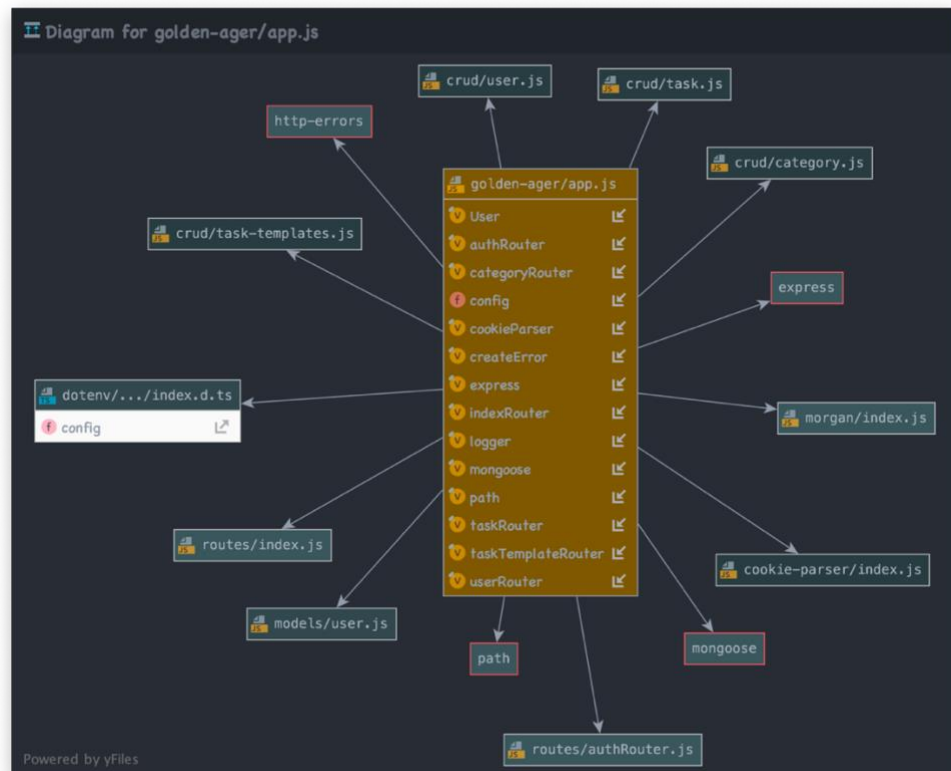 Diagram for golden-ager/app.js
crud/user.js
crud/task.js
http-errors
crud/category.js
golden-ager/app.js
User
authRouter
categoryRouter
config
cookieParser
createError
express
indexRouter
logger
mongoose
path
taskRouter
taskTemplateRouter
userRouter
crud/task-templates.js
express
dotenv/.../index.d.ts
config
morgan/index.js
routes/index.js
cookie-parser/index.js
models/user.js
path
mongoose
routes/authRouter.js
Powered by yFiles